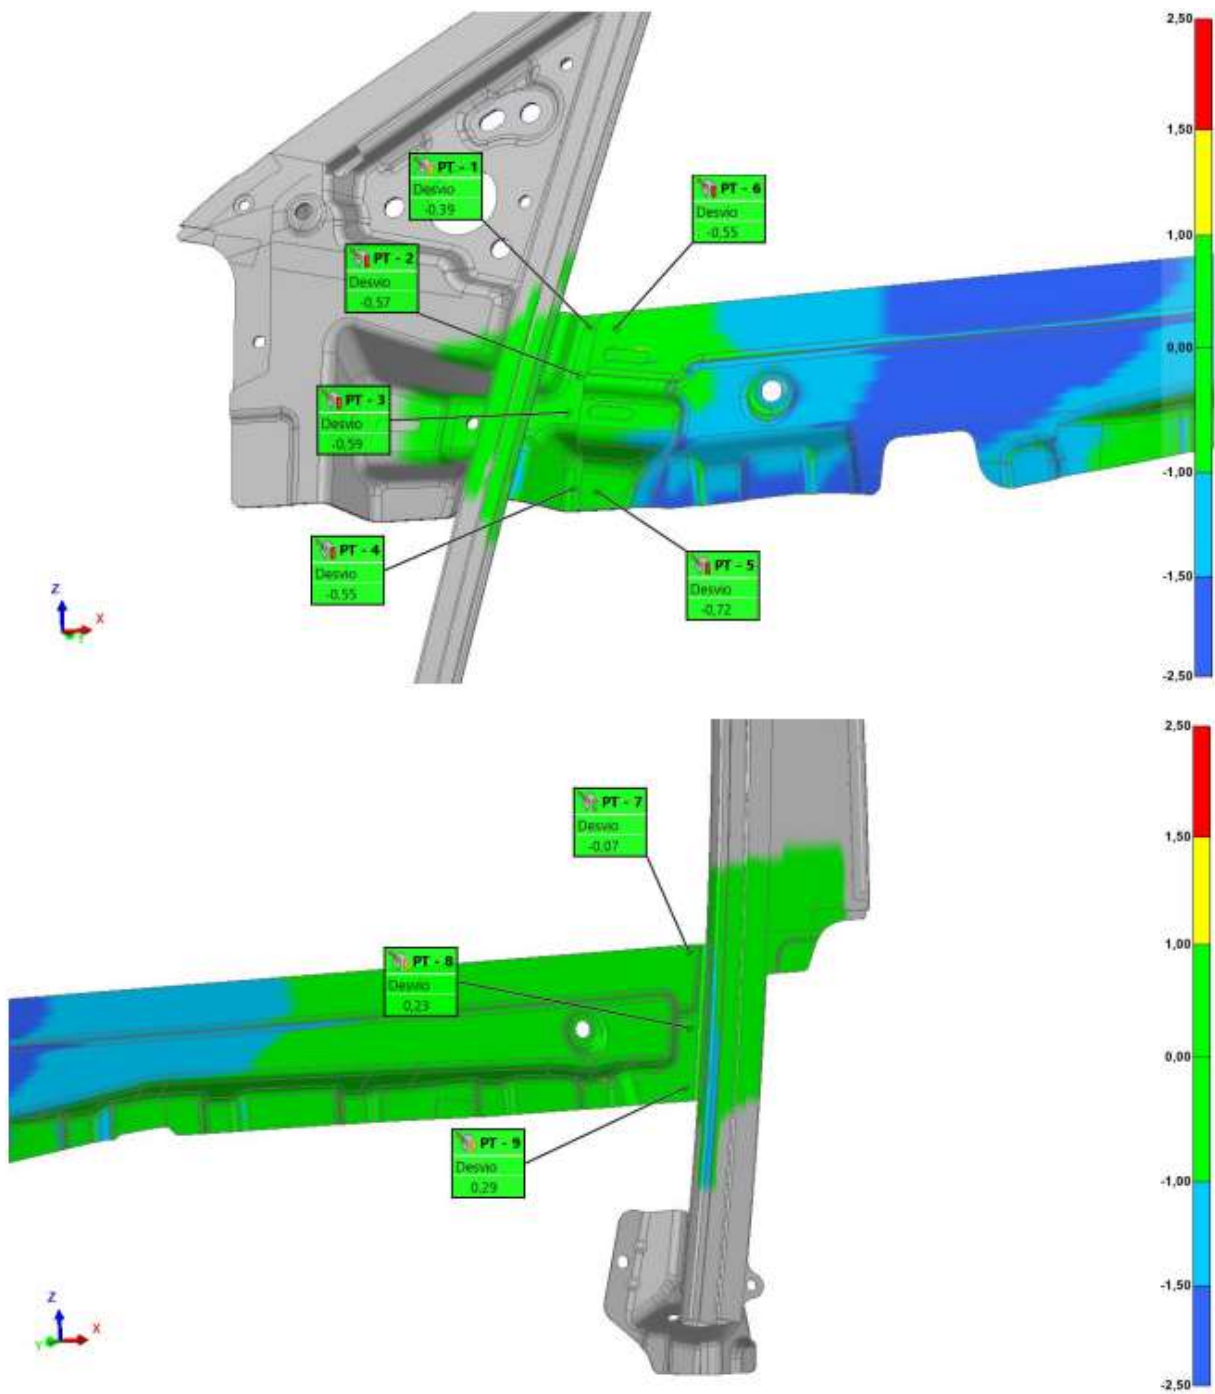 2,50
1,50
1,00
0,00
-1,00
-1,50
-2,50
PT - 1
Desvio
-0,39
PT - 6
Desvio
-0,55
PT - 2
Desvio
-0,57
PT - 3
Desvio
-0,59
PT - 4
Desvio
-0,55
PT - 5
Desvio
-0,72
Z
X
Y
2,50
1,50
1,00
0,00
-1,00
-1,50
-2,50
PT - 7
Desvio
-0,07
PT - 8
Desvio
0,23
PT - 9
Desvio
0,29
Z
Y
X